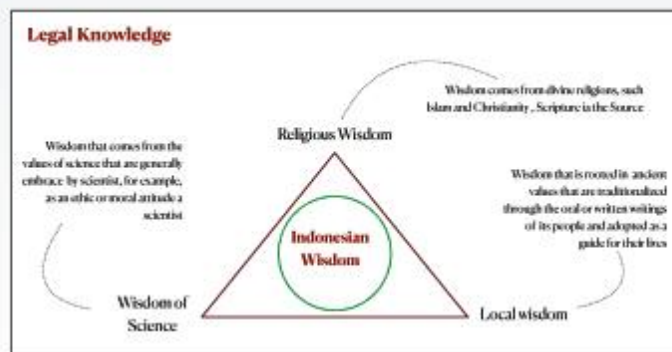 Legal Knowledge
Wisdom comes from divine religions, such
Islam and Christianity , Scripture is the Source
Religious Wisdom
Wisdom that comes from the
values of science that are generally
embrace by scientist, for example,
as an ethic or moral attitude a
scientist
Wisdom that is rooted in ancient
values that are traditionalized
through the oral or written writings
of its people and adopted as a
guide for their lives
Indonesian
Wisdom
Wisdom of
Science
Local wisdom